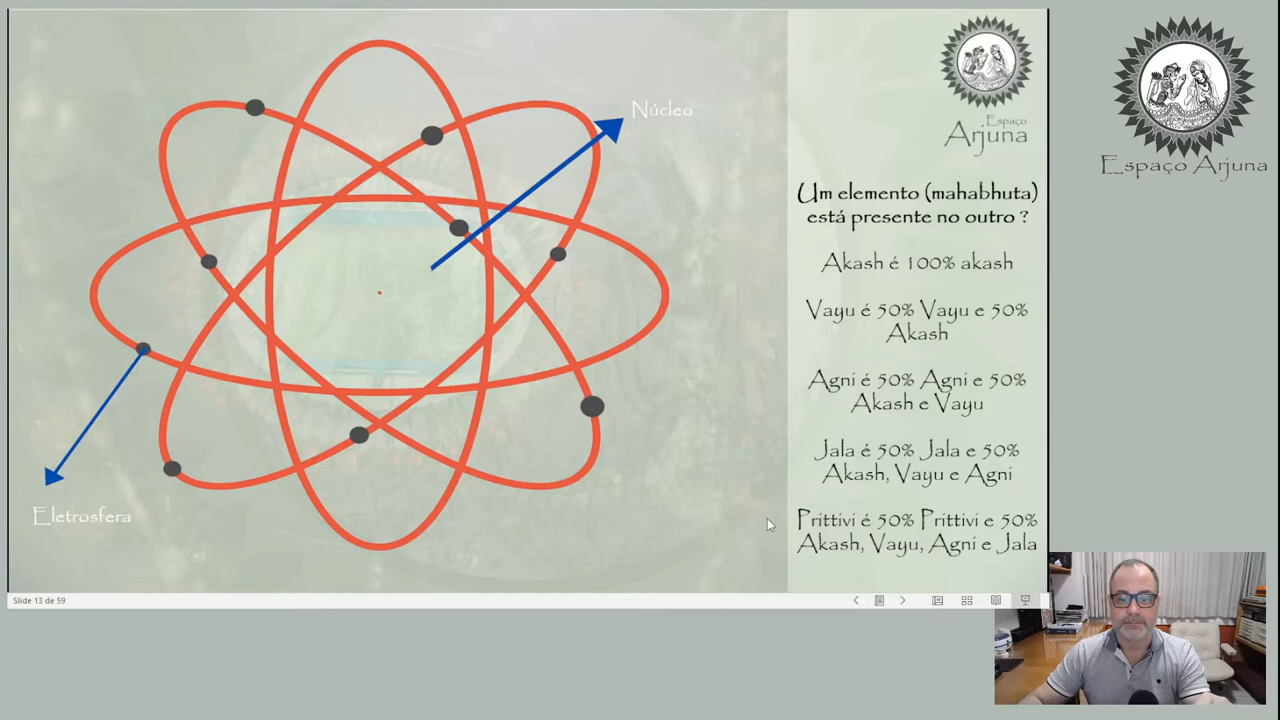 Núcleo
Eletrosfera
Espaço
Arjuna
Um elemento (mahabhuta)
está presente no outro ?
Akash é 100% akash
Vayu é 50% Vayu e 50%
Akash
Agni é 50% Agni e 50%
Akash e Vayu
Jala é 50% Jala e 50%
Akash, Vayu e Agni
Prittivi é 50% Prittivi e 50%
Akash, Vayu, Agni e Jala
Slide 13 de 59
Espaço Arjuna